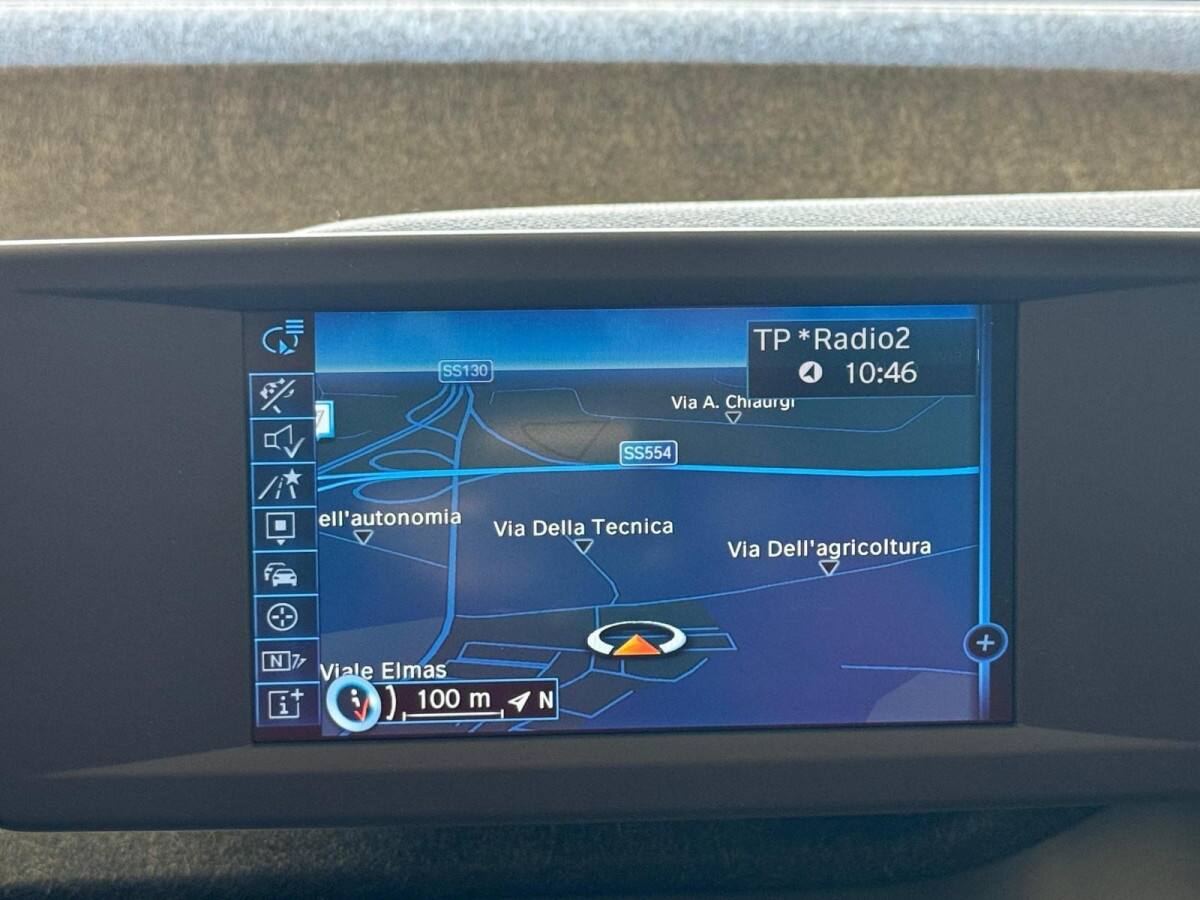 TP *Radio2
10:46
SS130
Via A. Chiaurgi
SS554
ell'autonomia
Via Della Tecnica
Via Dell'agricoltura
N
i+
Viale Elmas
100 m N
+